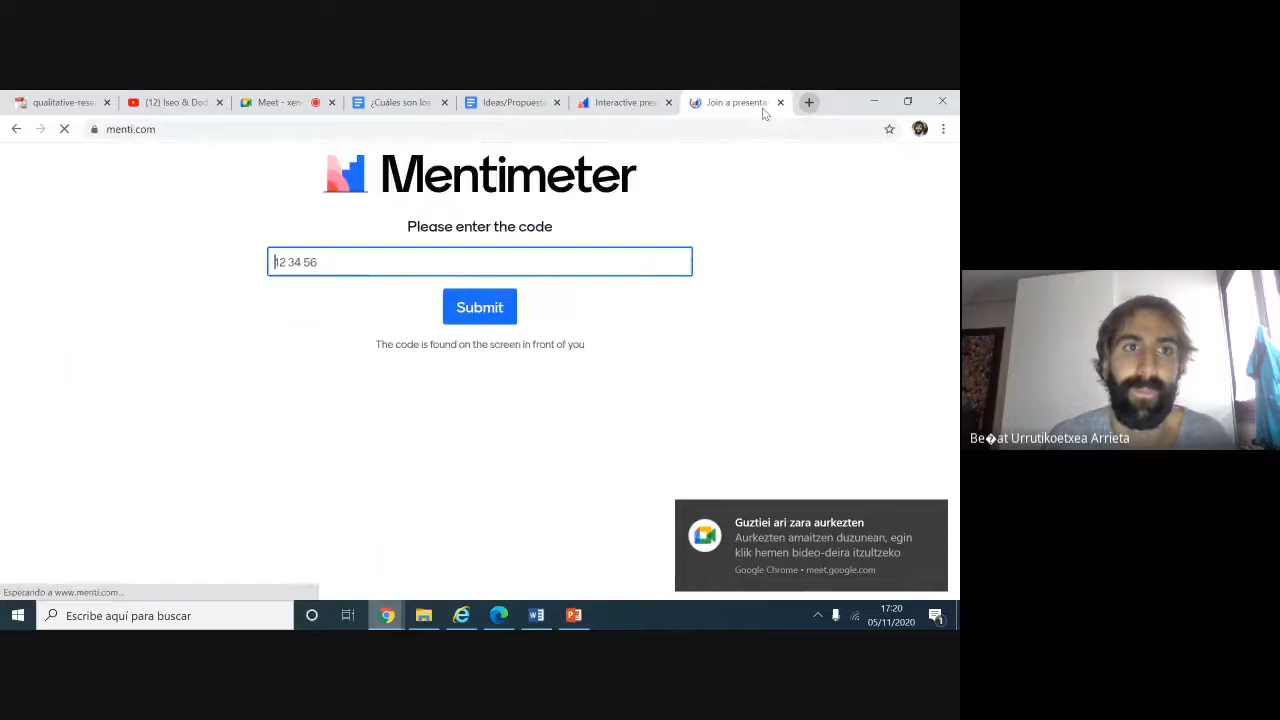 qualitative-rese
(12) Iseo & Dod
Meet - xen
¿Cuáles son los
Ideas/Propuesta
Interactive pres
Join a presenta
menti.com
Mentimeter
Please enter the code
12 34 56
Submit
The code is found on the screen in front of you
Be�at Urrutikoetxea Arrieta
Guztiei ari zara aurkezten
Aurkezten amaitzen duzunean, egin
klik hemen bideo-deira itzultzeko
Google Chrome • meet.google.com
Esperando a www.menti.com...
Escribe aquí para buscar
17:20
05/11/2020
1